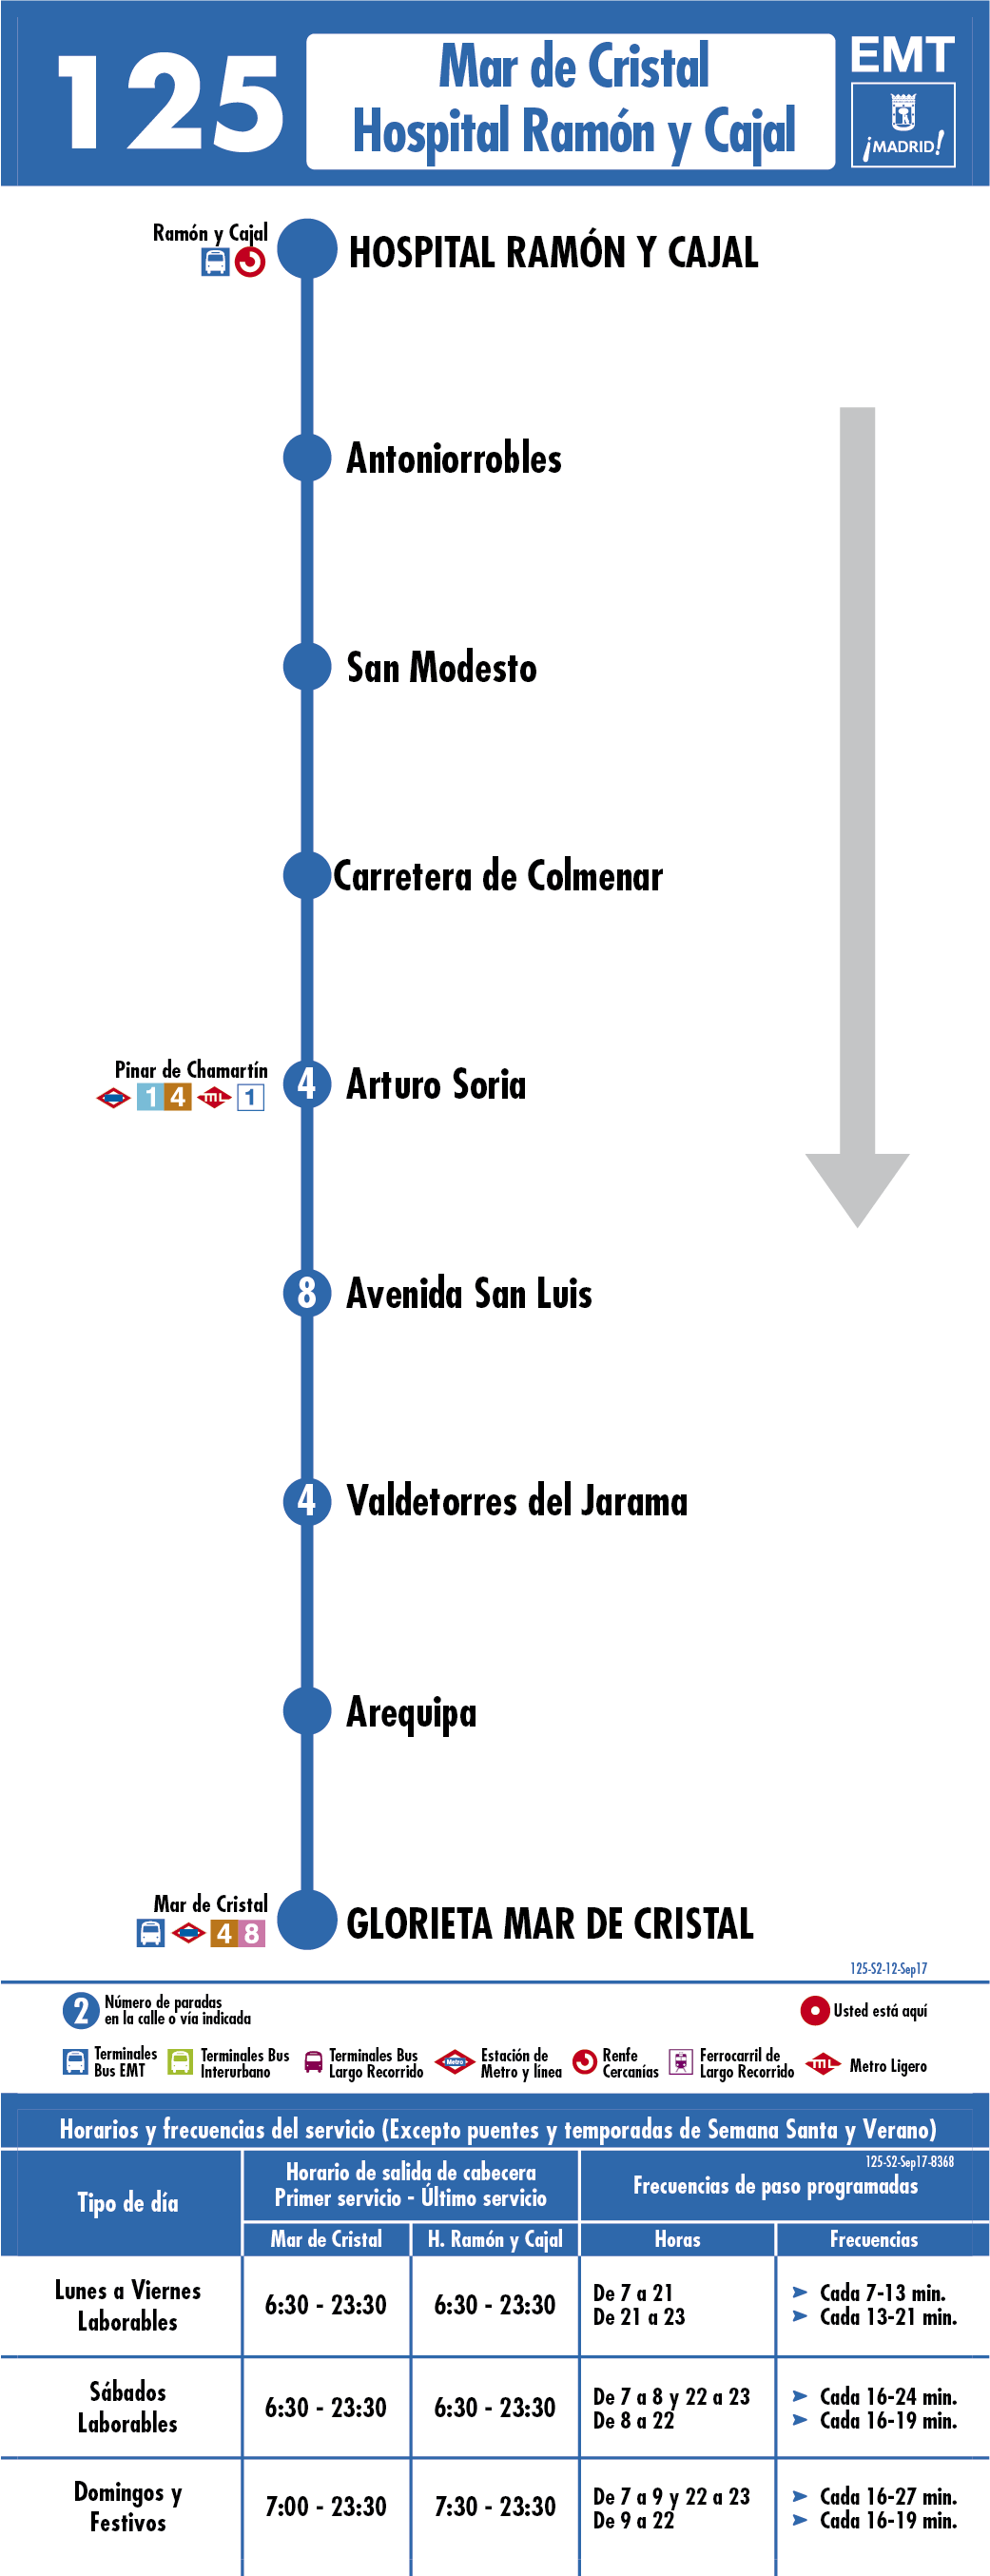 125
Mar de Cristal
Hospital Ramón y Cajal
EMT
¡MADRID!
Ramón y Cajal
HOSPITAL RAMÓN Y CAJAL
Antoniorrobles
San Modesto
Carretera de Colmenar
Pinar de Chamartín
1 4 ML 1
4 Arturo Soria
8 Avenida San Luis
4 Valdetorres del Jarama
Arequipa
Mar de Cristal
4 8
GLORIETA MAR DE CRISTAL
125-S2-12-Sep17
2 Número de paradas
en la calle o vía indicada
Usted está aquí
Terminales
Bus EMT
Terminales Bus
Interurbano
Terminales Bus
Largo Recorrido
Metro
Estación de
Metro y línea
Renfe
Cercanías
Ferrocarril de
Largo Recorrido
ML Metro Ligero
Horarios y frecuencias del servicio (Excepto puentes y temporadas de Semana Santa y Verano)
125-S2-Sep17-8368
Tipo de día
Horario de salida de cabecera
Primer servicio - Último servicio
Frecuencias de paso programadas
Mar de Cristal H. Ramón y Cajal Horas Frecuencias
Lunes a Viernes
Laborables
6:30 - 23:30 6:30 - 23:30
De 7 a 21 Cada 7-13 min.
De 21 a 23 Cada 13-21 min.
Sábados
Laborables
6:30 - 23:30 6:30 - 23:30
De 7 a 8 y 22 a 23 Cada 16-24 min.
De 8 a 22 Cada 16-19 min.
Domingos y
Festivos
7:00 - 23:30 7:30 - 23:30
De 7 a 9 y 22 a 23 Cada 16-27 min.
De 9 a 22 Cada 16-19 min.